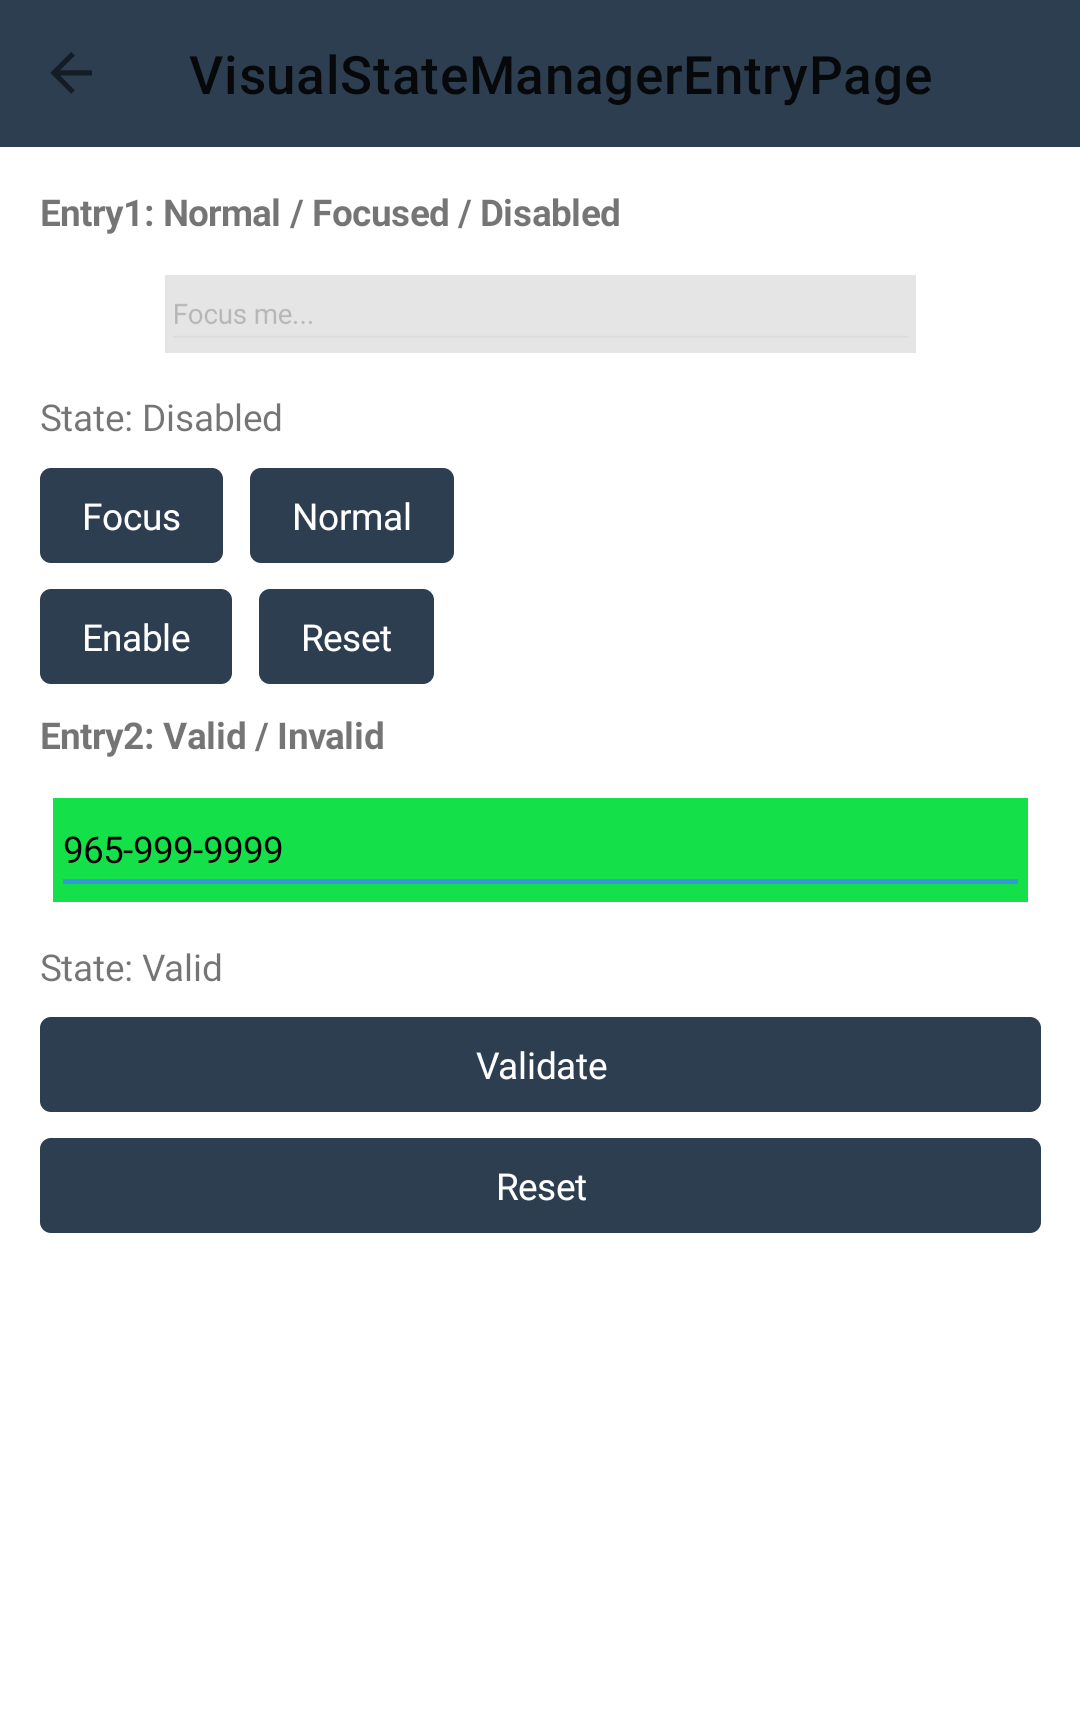 VisualStateManagerEntryPage
Entry1: Normal / Focused / Disabled
Focus me...
State: Disabled
Focus Normal
Enable Reset
Entry2: Valid / Invalid
965-999-9999
State: Valid
Validate
Reset